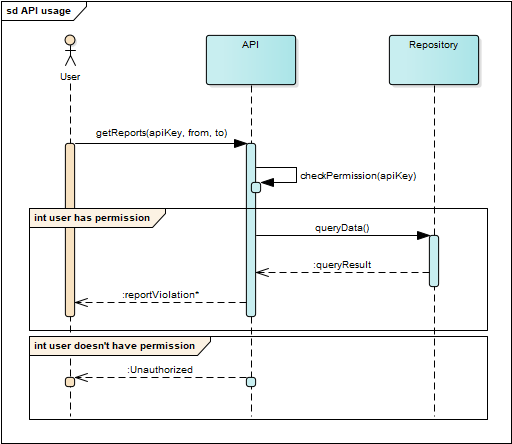 sd API usage
User
API
Repository
getReports(apiKey, from, to)
checkPermission(apiKey)
int user has permission
queryData()
:queryResult
:reportViolation*
int user doesn't have permission
:Unauthorized